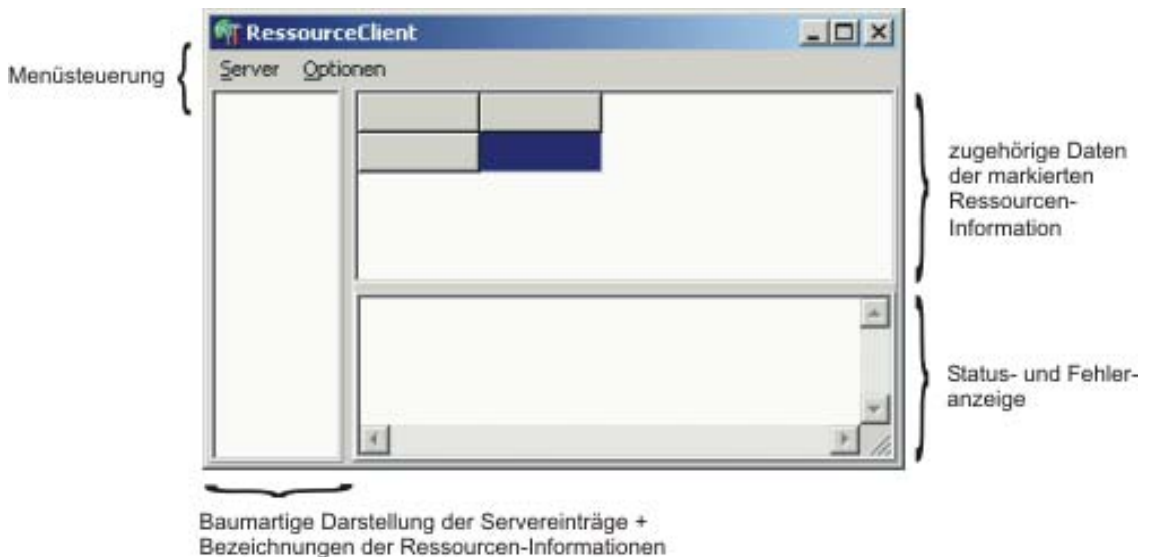 RessourceClient
Menüsteuerung
Server Optionen
zugehörige Daten
der markierten
Ressourcen-
Information
Status- und Fehler-
anzeige
Baumartige Darstellung der Servereinträge +
Bezeichnungen der Ressourcen-Informationen